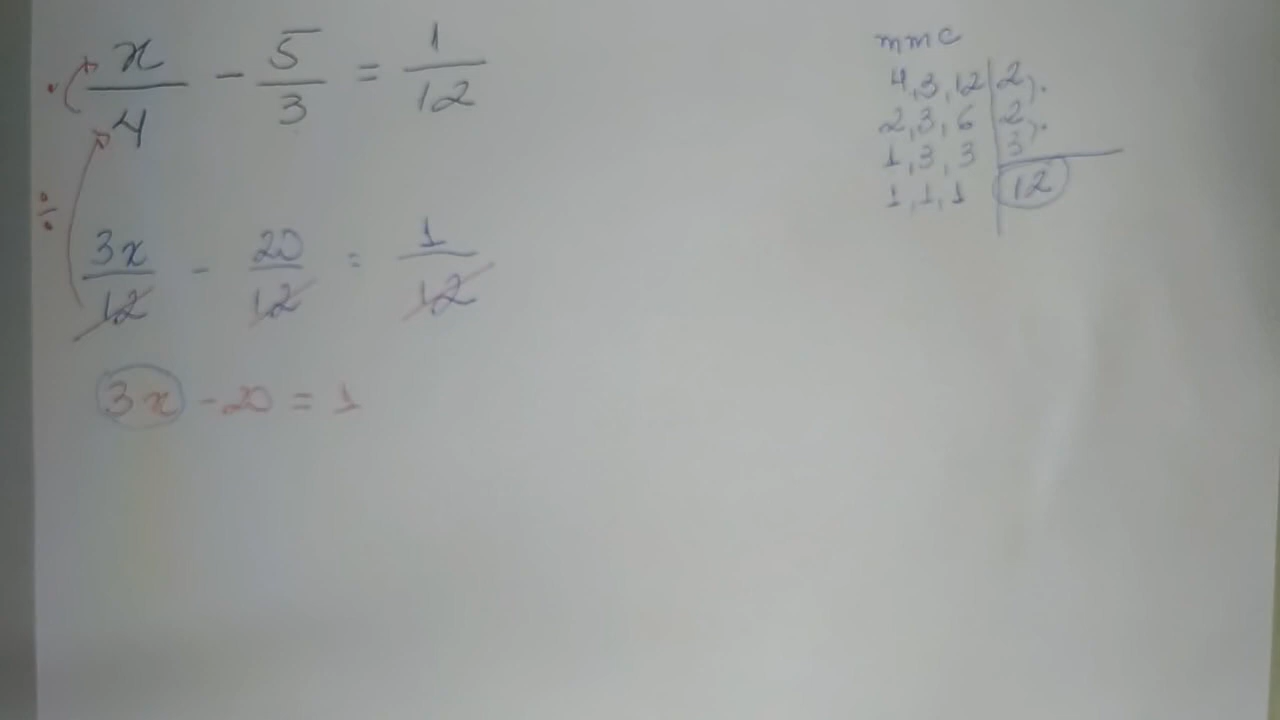 x/4 - 5/3 = 1/12
÷
3x/12 - 20/12 = 1/12
3x - 20 = 1
mmc
4,3,12 | 2
2,3,6 | 2
1,3,3 | 3
1,1,1 | 12